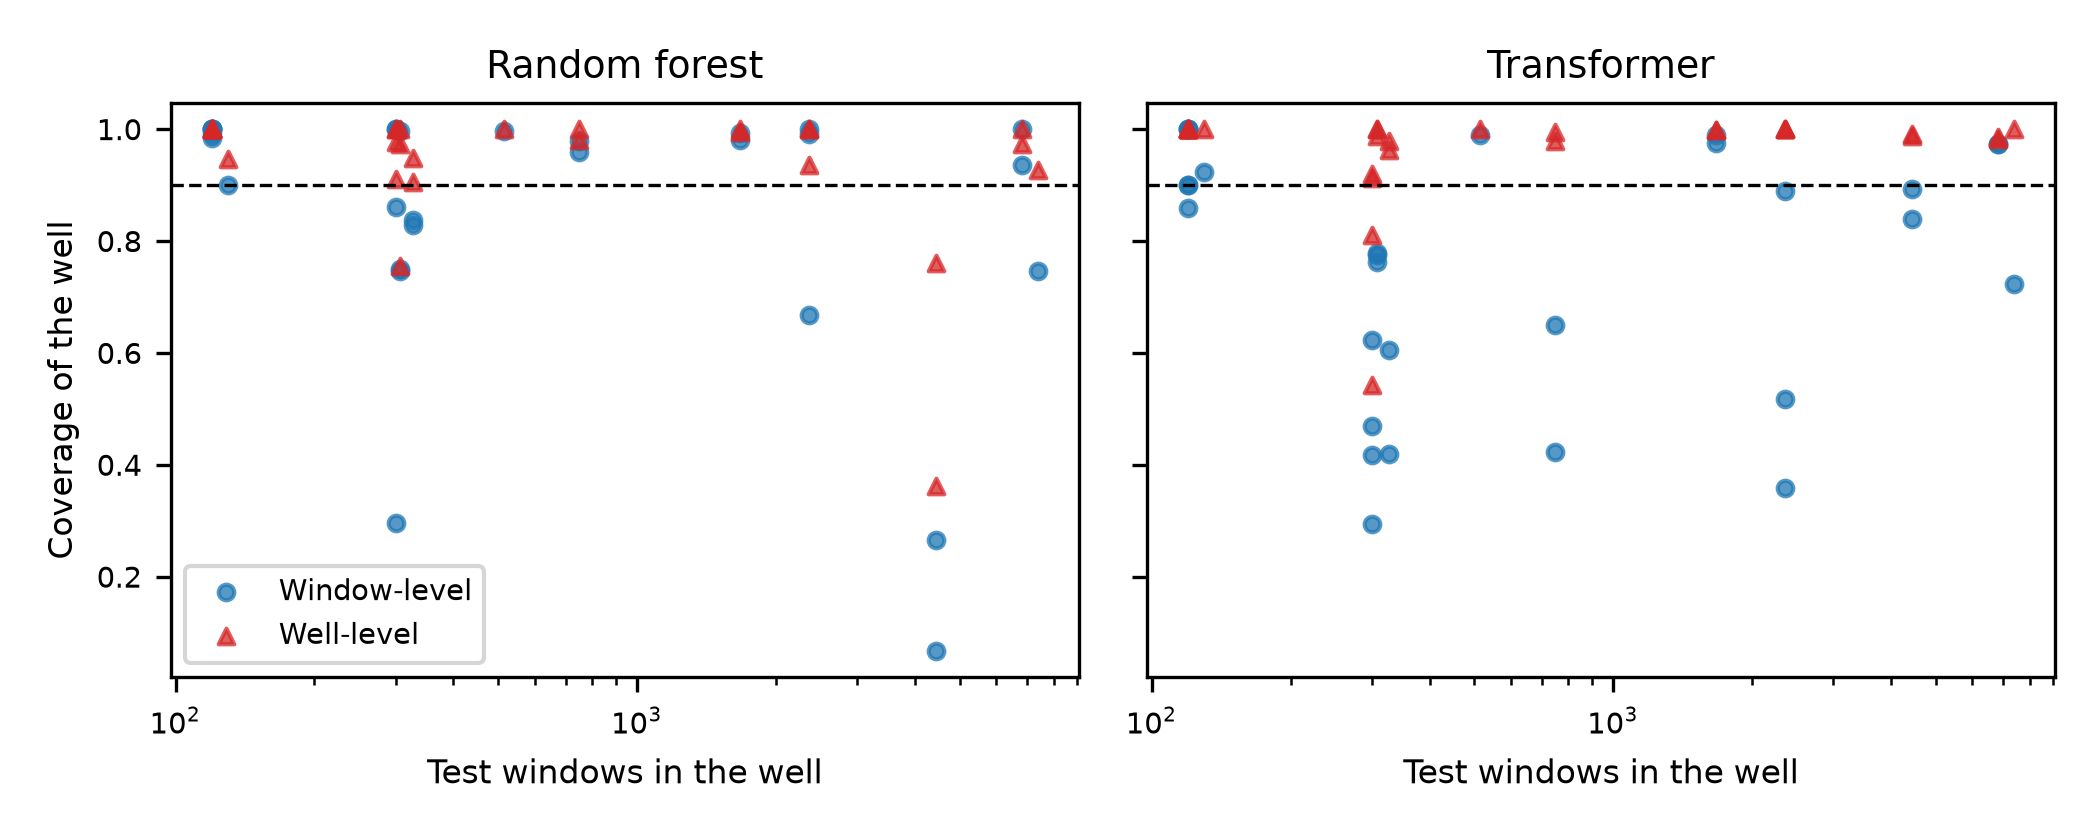 Random forest
Transformer
Coverage of the well
1.0
0.8
0.6
0.4
0.2
Window-level
Well-level
10²
10³
10²
10³
Test windows in the well
Test windows in the well